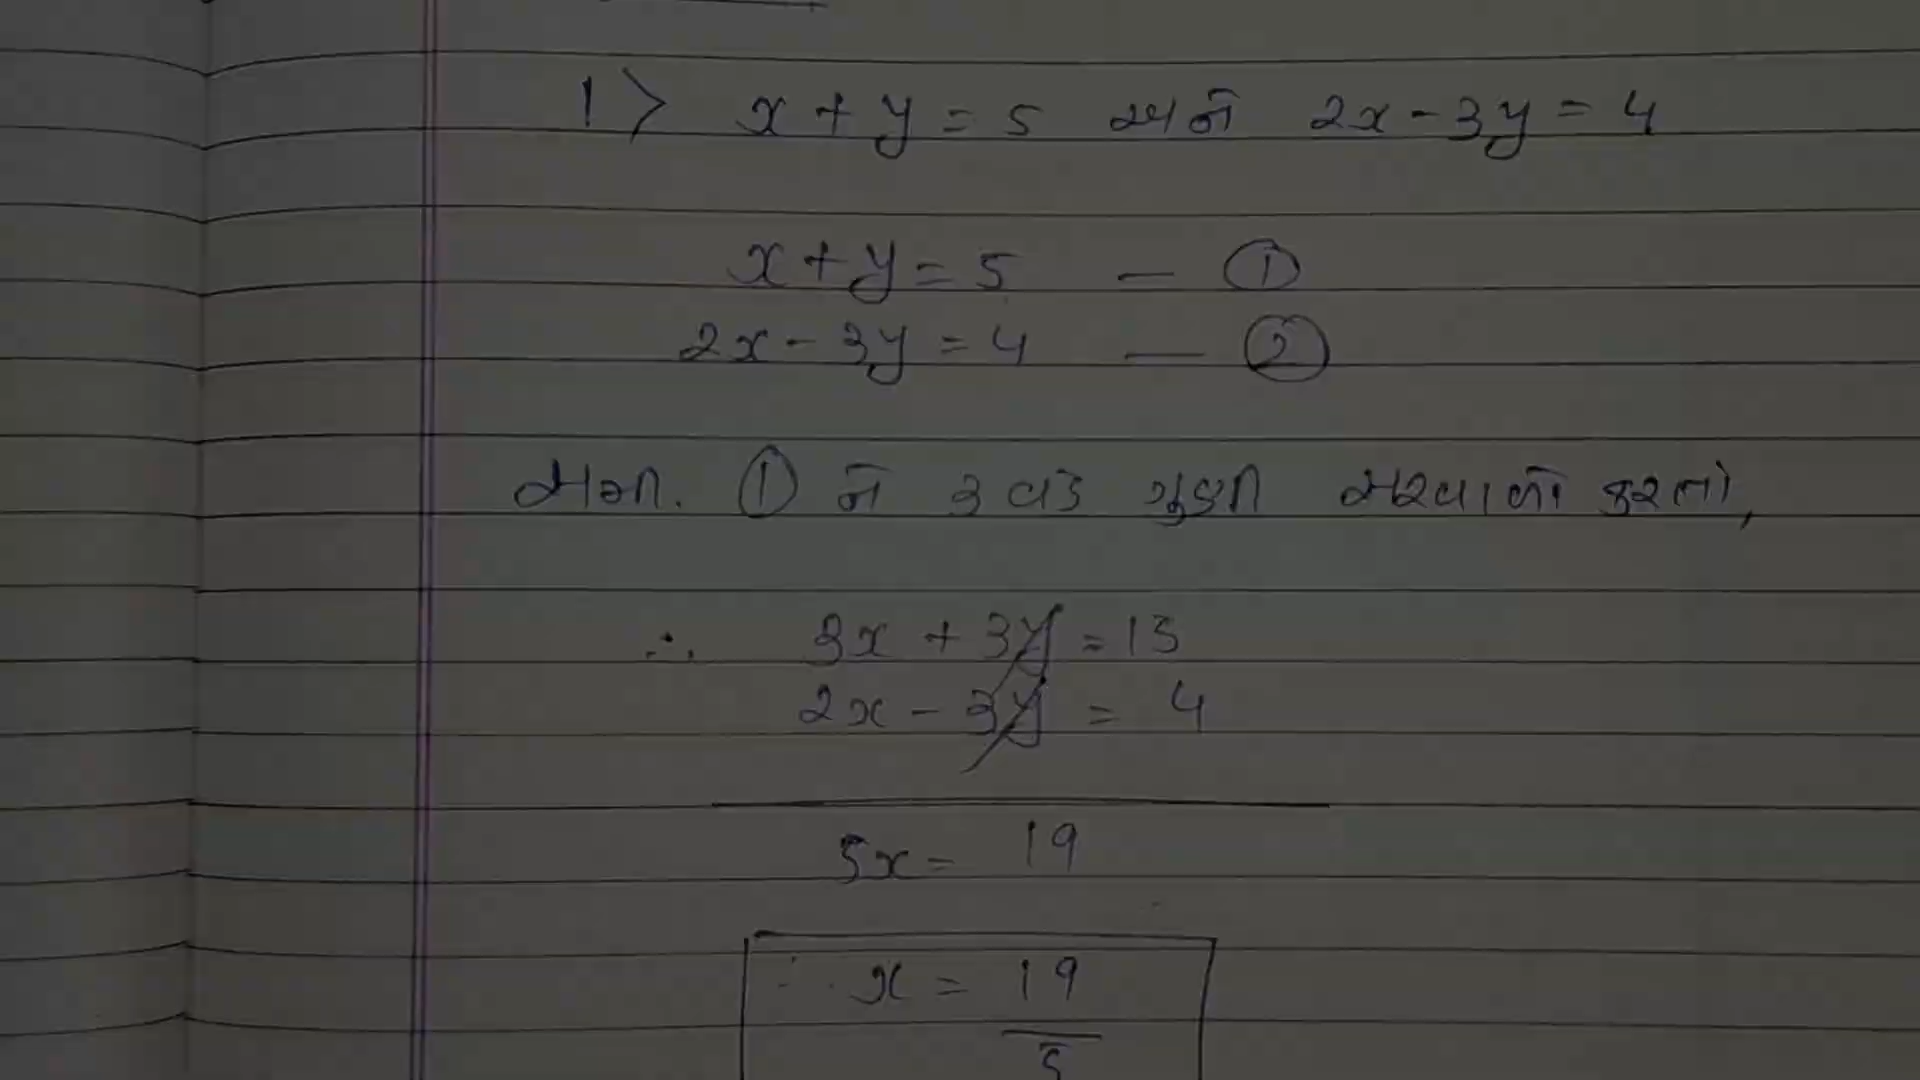 1> x + y = 5 અને 2x - 3y = 4
x + y = 5 — ①
2x - 3y = 4 — ②
સમી. ① ને 3 વડે ગુણી સરવાળો કરતાં,
∴ 3x + 3y = 15
2x - 3y = 4
5x = 19
∴ x = 19
5